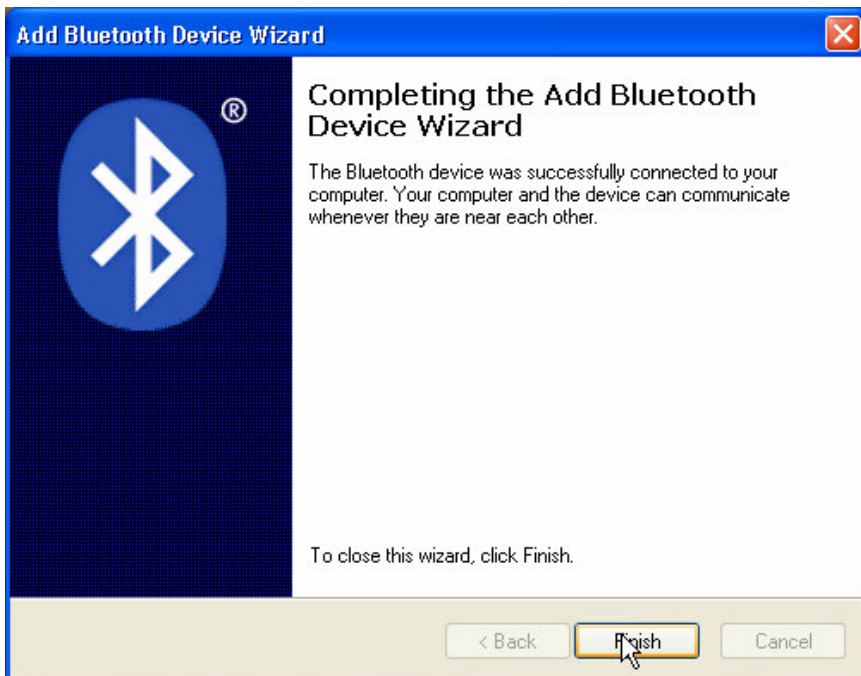 Add Bluetooth Device Wizard
®
Completing the Add Bluetooth
Device Wizard
The Bluetooth device was successfully connected to your
computer. Your computer and the device can communicate
whenever they are near each other.
To close this wizard, click Finish.
< Back Finish Cancel